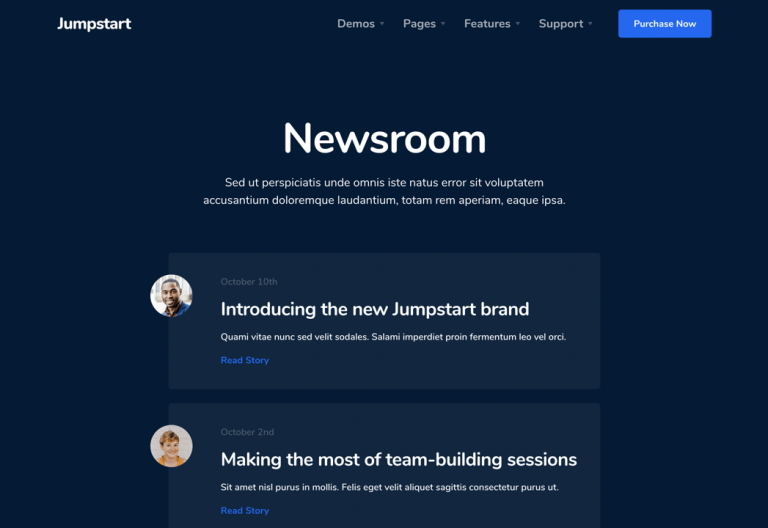 Jumpstart
Demos Pages Features Support Purchase Now
Newsroom
Sed ut perspiciatis unde omnis iste natus error sit voluptatem
accusantium doloremque laudantium, totam rem aperiam, eaque ipsa.
October 10th
Introducing the new Jumpstart brand
Quami vitae nunc sed velit sodales. Salami imperdiet proin fermentum leo vel orci.
Read Story
October 2nd
Making the most of team-building sessions
Sit amet nisl purus in mollis. Felis eget velit aliquet sagittis consectetur purus ut.
Read Story